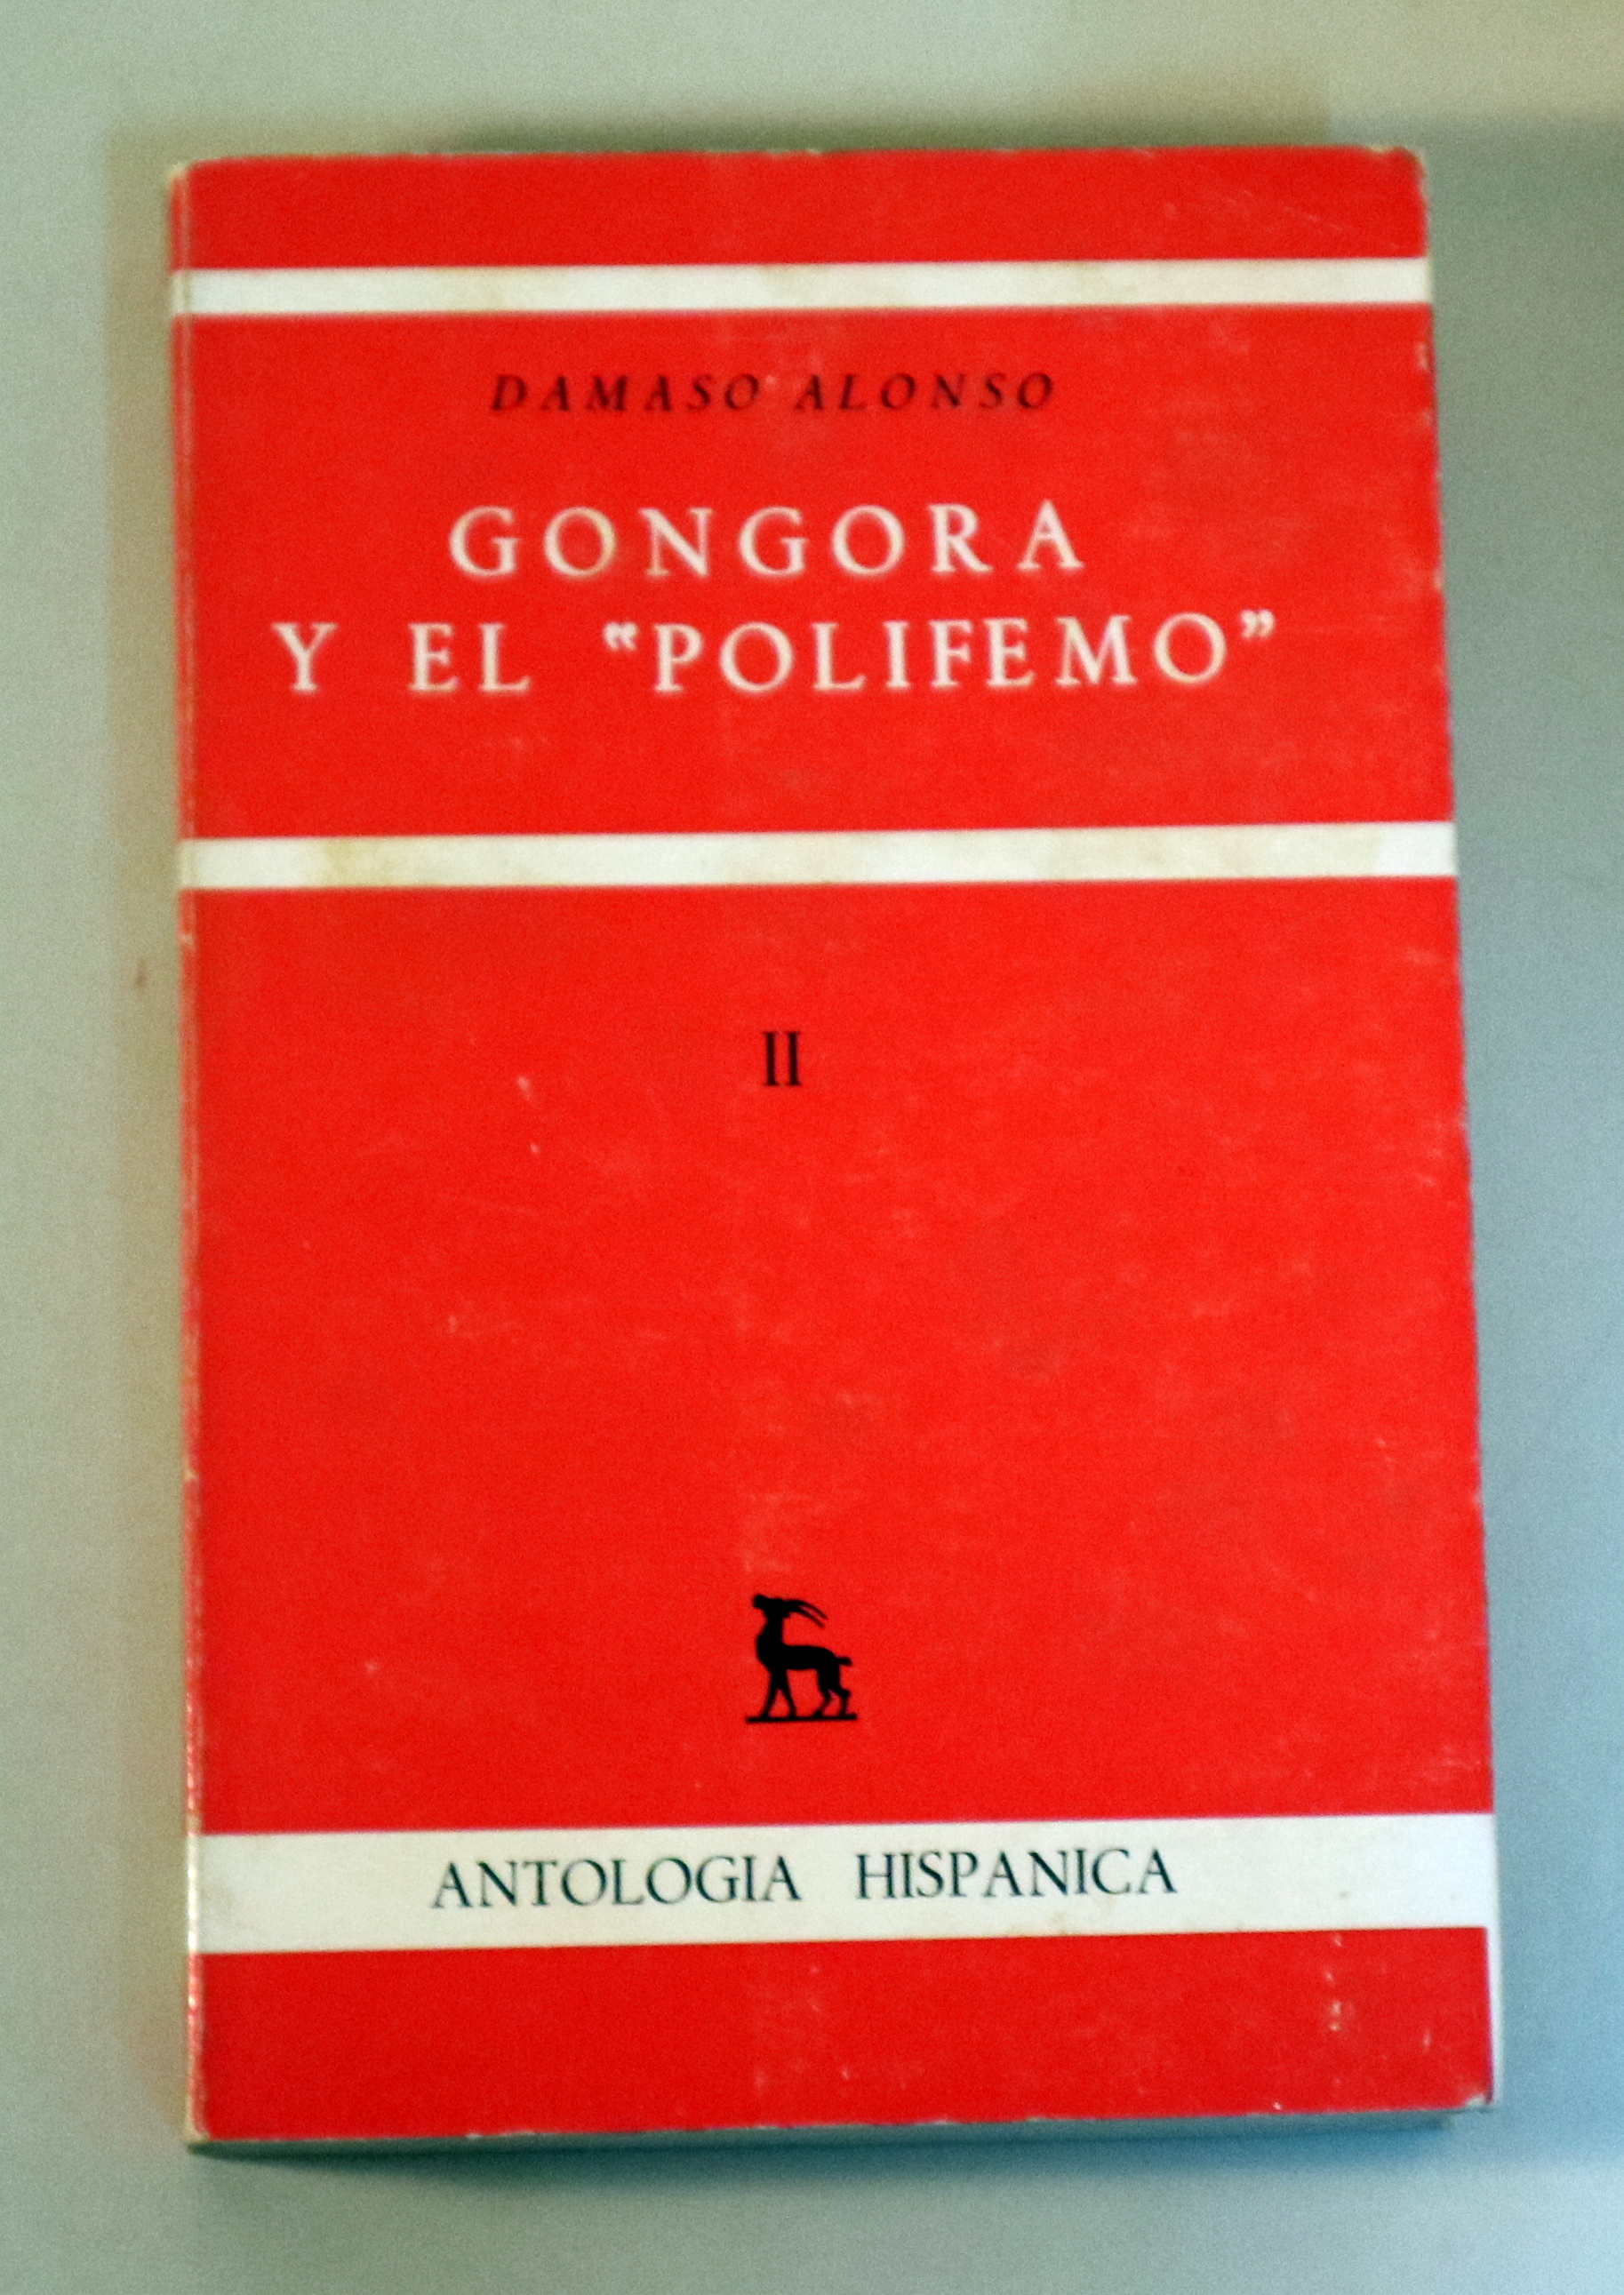 DAMASO ALONSO
GONGORA
Y EL “POLIFEMO”
II
ANTOLOGIA HISPANICA